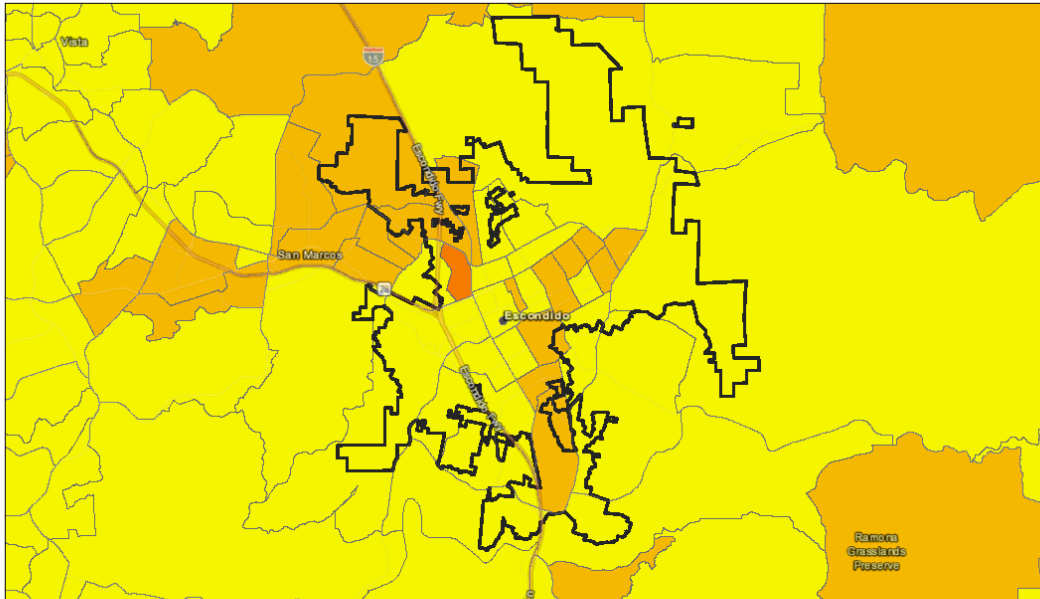 Vista
15
Escondido Fwy
San Marcos
78
Escondido
Escondido Fwy
Ramona
Grasslands
Preserve